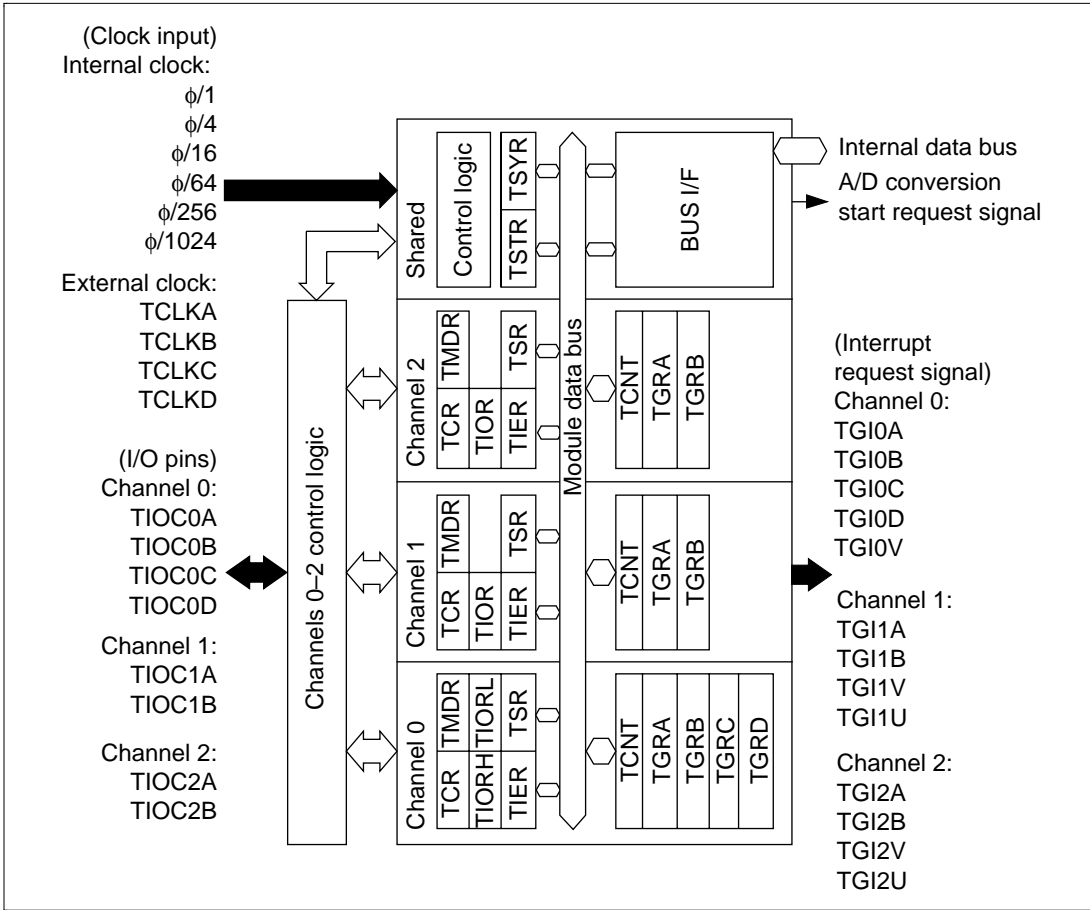 (Clock input)
Internal clock:
ϕ/1
ϕ/4
ϕ/16
ϕ/64
ϕ/256
ϕ/1024
External clock:
TCLKA
TCLKB
TCLKC
TCLKD
(I/O pins)
Channel 0:
TIOC0A
TIOC0B
TIOC0C
TIOC0D
Channel 1:
TIOC1A
TIOC1B
Channel 2:
TIOC2A
TIOC2B
Channels 0–2 control logic
Shared
Control logic
TSTR
TSYR
BUS I/F
Module data bus
Channel 2
TCR
TMDR
TIOR
TIER
TSR
TCNT
TGRA
TGRB
Channel 1
TCR
TMDR
TIOR
TIER
TSR
TCNT
TGRA
TGRB
Channel 0
TCR
TMDR
TIORH
TIORL
TIER
TSR
TCNT
TGRA
TGRB
TGRC
TGRD
Internal data bus
A/D conversion
start request signal
(Interrupt
request signal)
Channel 0:
TGI0A
TGI0B
TGI0C
TGI0D
TGI0V
Channel 1:
TGI1A
TGI1B
TGI1V
TGI1U
Channel 2:
TGI2A
TGI2B
TGI2V
TGI2U